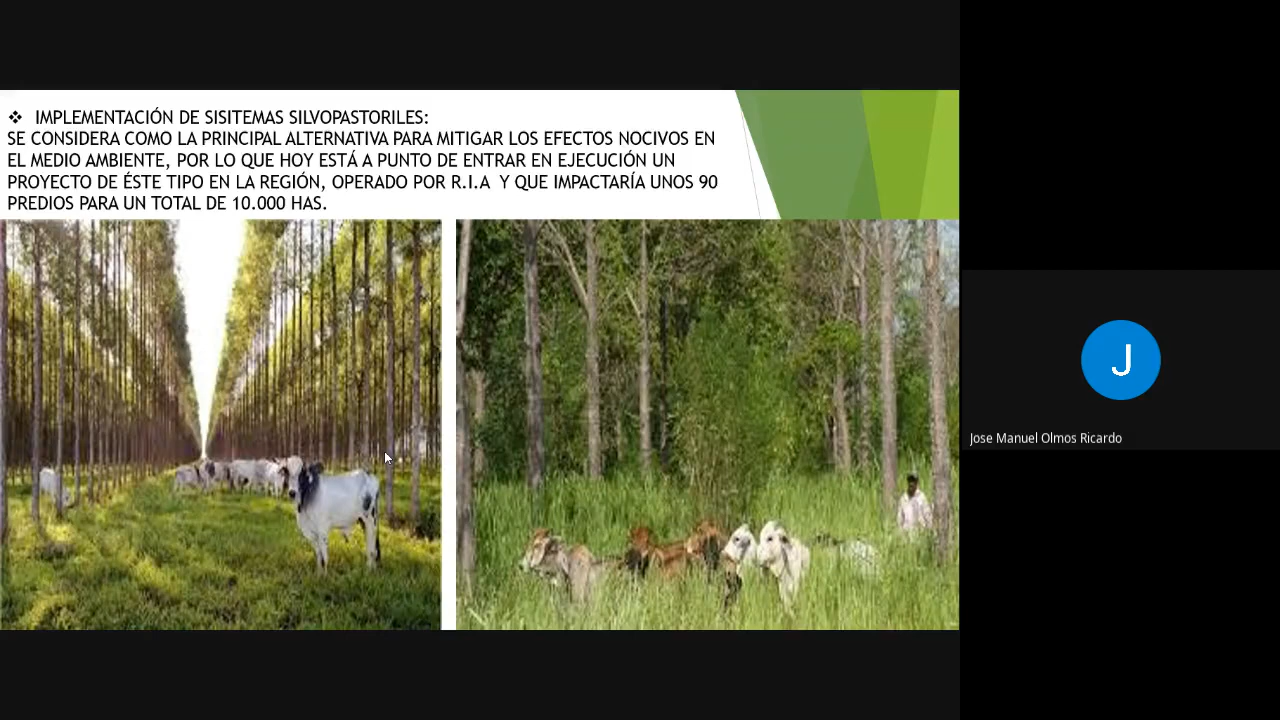 ❖ IMPLEMENTACIÓN DE SISITEMAS SILVOPASTORILES:
SE CONSIDERA COMO LA PRINCIPAL ALTERNATIVA PARA MITIGAR LOS EFECTOS NOCIVOS EN
EL MEDIO AMBIENTE, POR LO QUE HOY ESTÁ A PUNTO DE ENTRAR EN EJECUCIÓN UN
PROYECTO DE ÉSTE TIPO EN LA REGIÓN, OPERADO POR R.I.A Y QUE IMPACTARÍA UNOS 90
PREDIOS PARA UN TOTAL DE 10.000 HAS.
J
Jose Manuel Olmos Ricardo